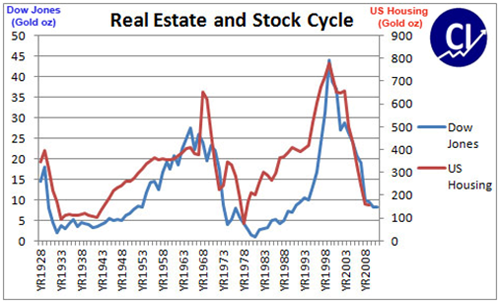 Dow Jones
(Gold oz)
Real Estate and Stock Cycle
US Housing
(Gold oz)
CI
50
45
40
35
30
25
20
15
10
5
0
900
800
700
600
500
400
300
200
100
0
Dow
Jones
US
Housing
YR1928
YR1933
YR1938
YR1943
YR1948
YR1953
YR1958
YR1963
YR1968
YR1973
YR1978
YR1983
YR1988
YR1993
YR1998
YR2003
YR2008